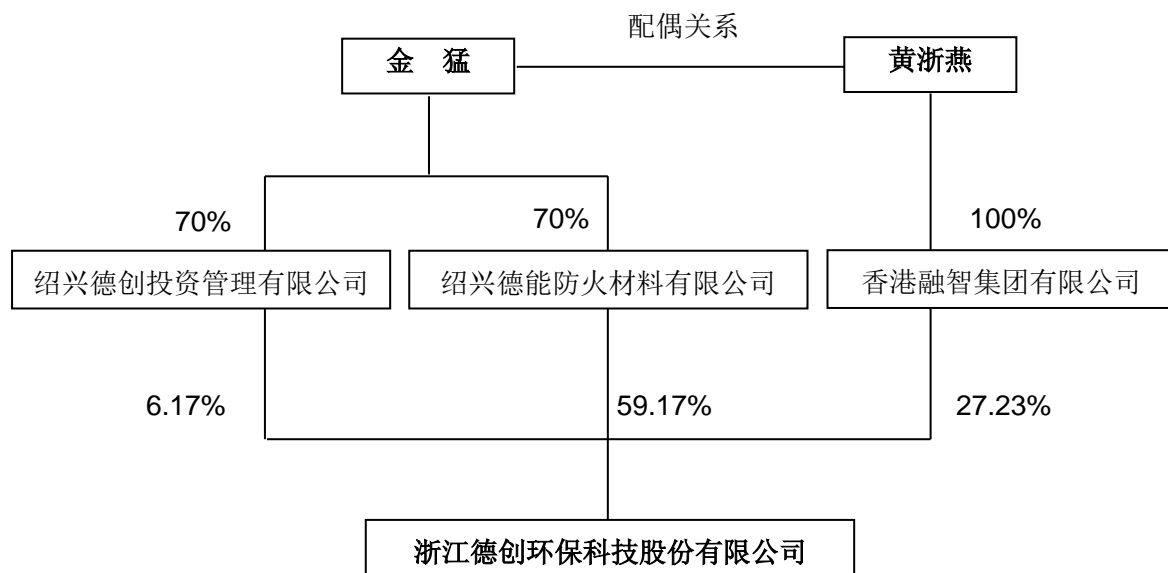 配偶关系
金 猛
黄浙燕
70%
70%
100%
绍兴德创投资管理有限公司
绍兴德能防火材料有限公司
香港融智集团有限公司
6.17%
59.17%
27.23%
浙江德创环保科技股份有限公司